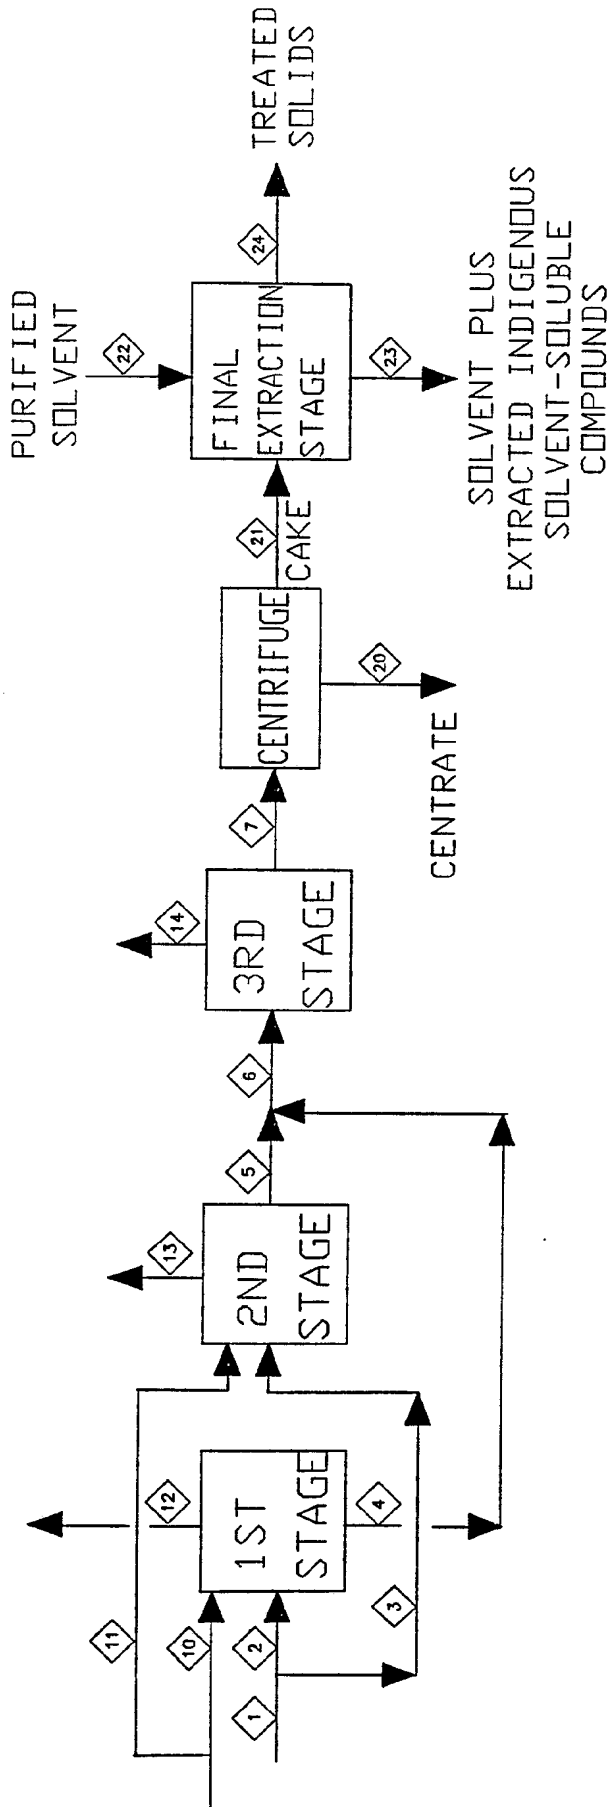 11
10
1
2
12
1ST
STAGE
4
3
13
2ND
STAGE
5
6
14
3RD
STAGE
7
CENTRIFUGE
20
CENTRATE
21
CAKE
PURIFIED
SOLVENT
22
FINAL
EXTRACTION
STAGE
23
SOLVENT PLUS
EXTRACTED INDIGENOUS
SOLVENT-SOLUBLE
COMPOUNDS
24
TREATED
SOLIDS